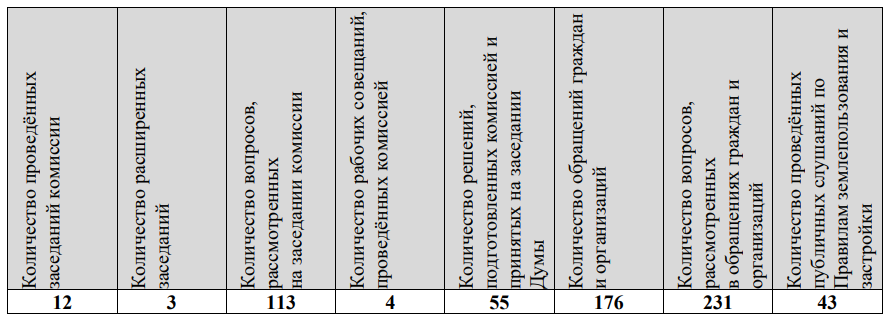 Количество проведённых
заседаний комиссии
Количество расширенных
заседаний
Количество вопросов,
рассмотренных
на заседании комиссии
Количество рабочих совещаний,
проведённых комиссией
Количество решений,
подготовленных комиссией и
принятых на заседании
Думы
Количество обращений граждан
и организаций
Количество вопросов,
рассмотренных
в обращениях граждан и
организаций
Количество проведённых
публичных слушаний по
Правилам землепользования и
застройки
12 3 113 4 55 176 231 43